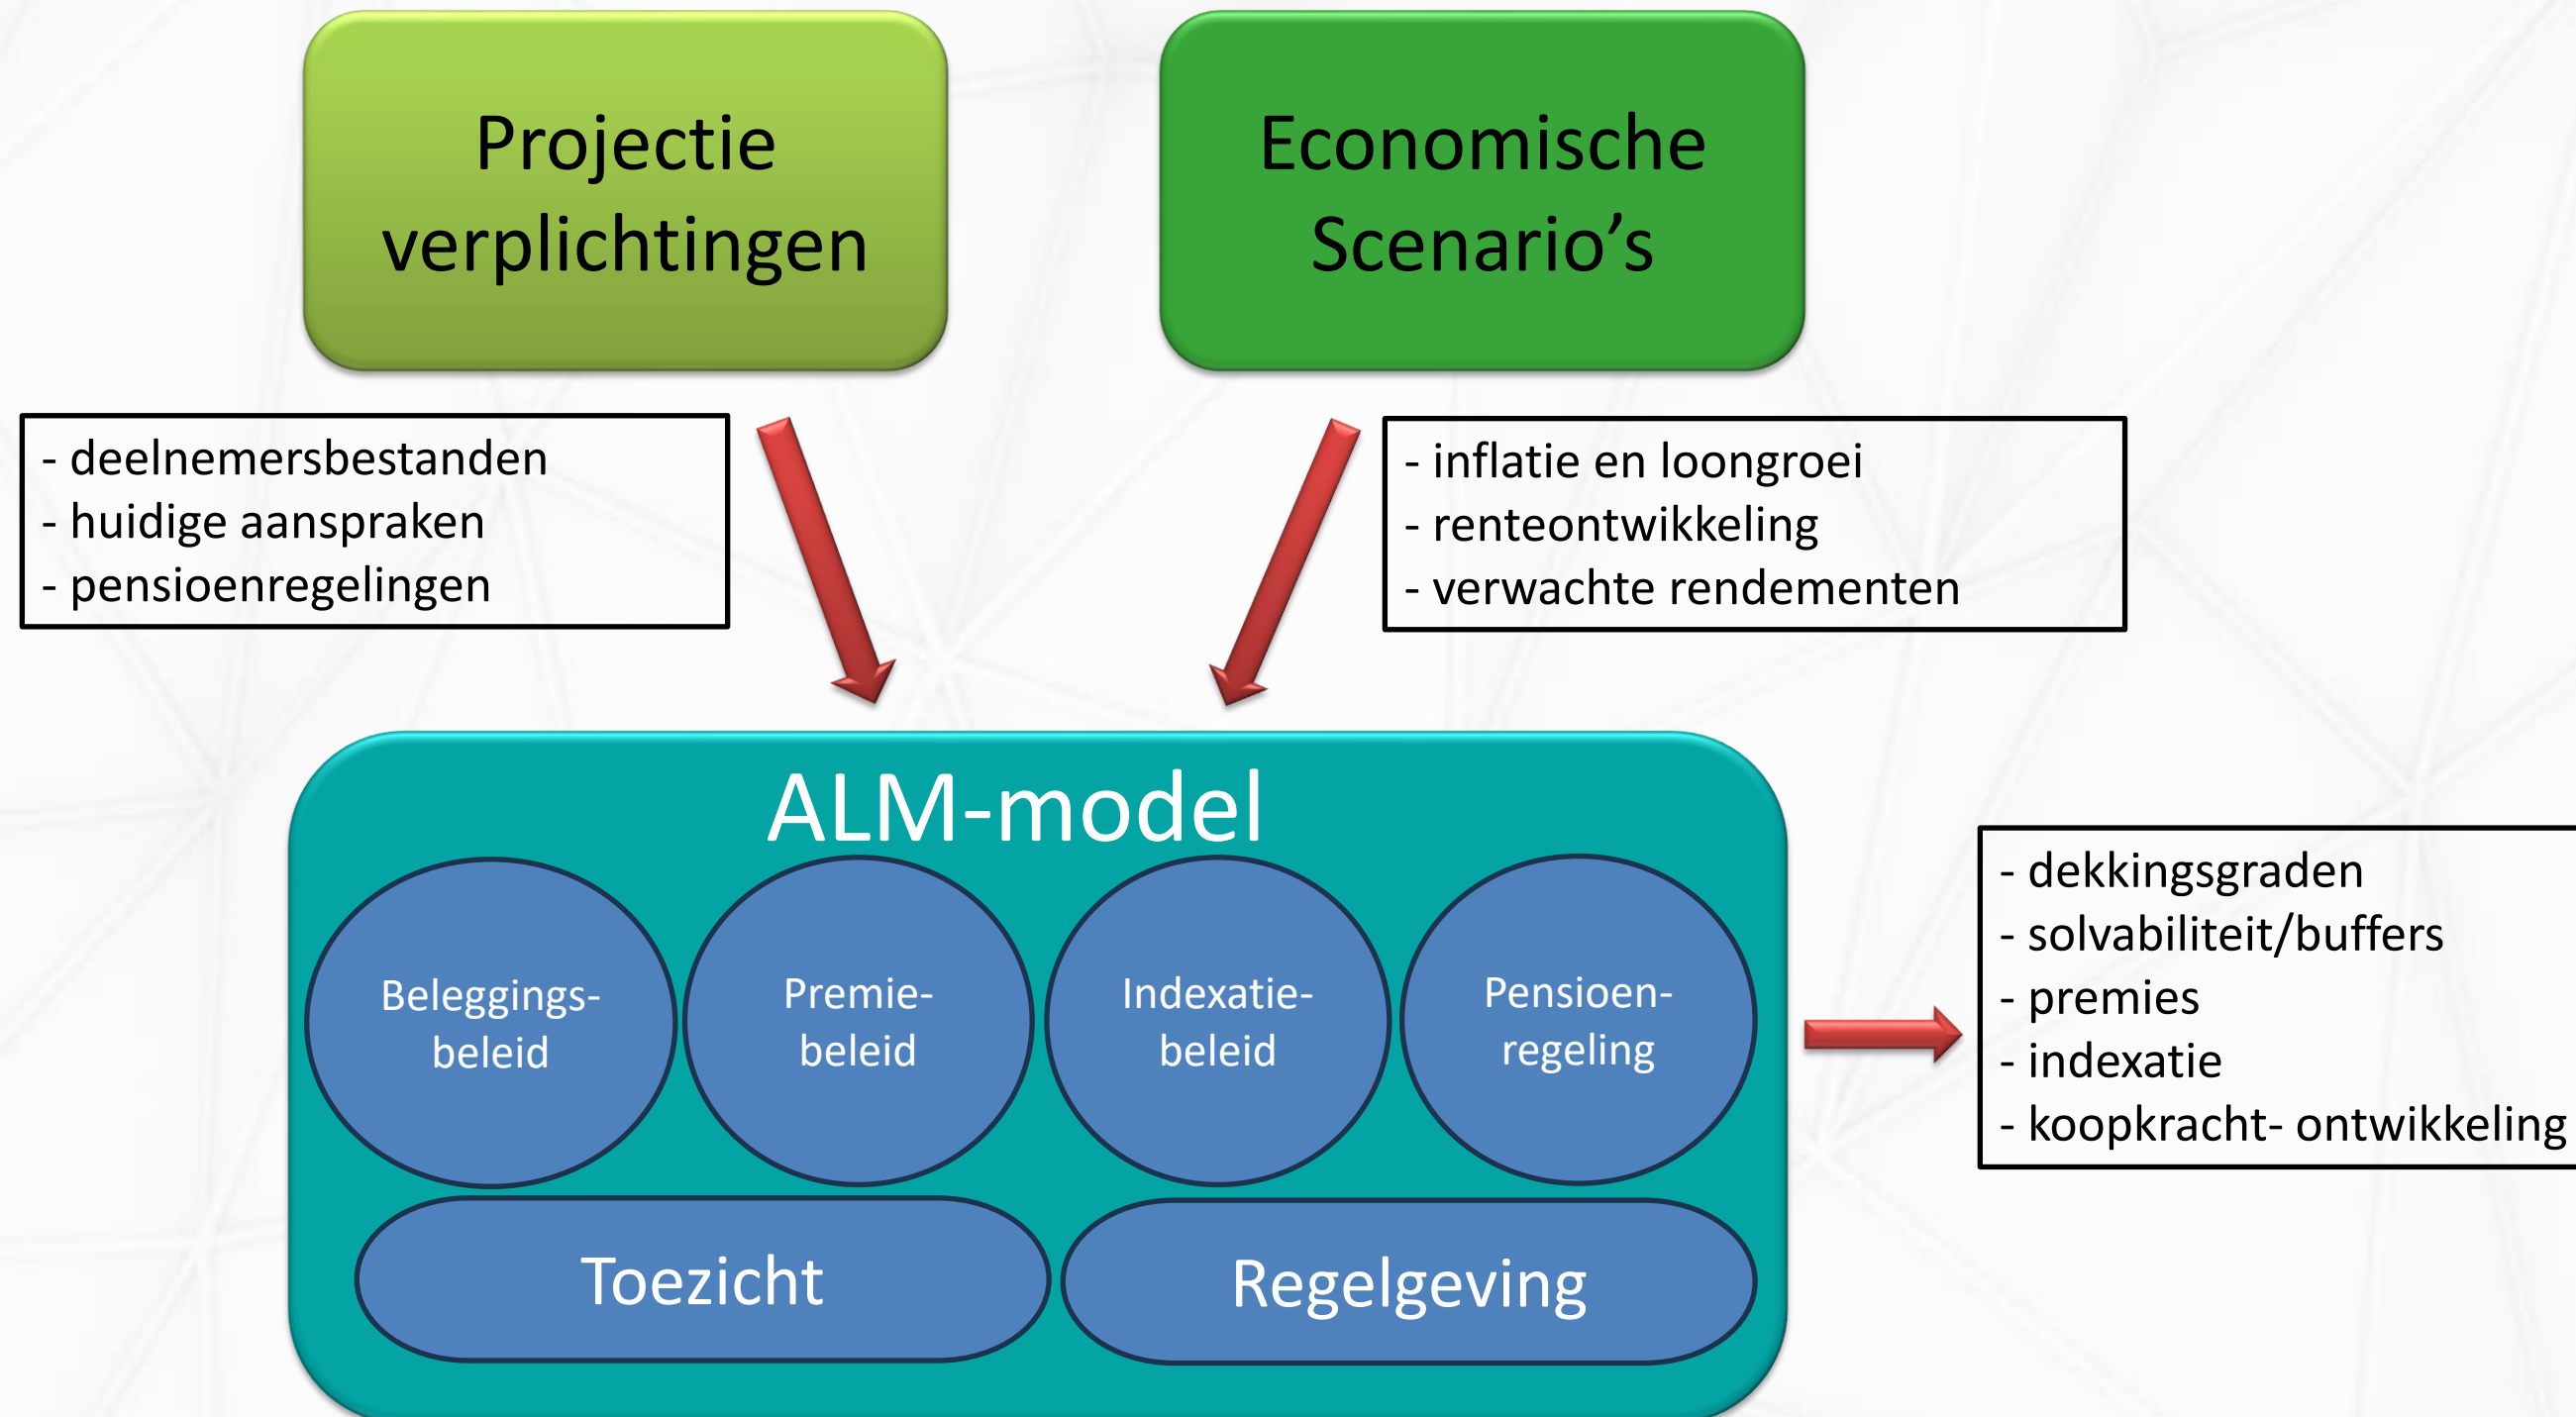 Projectie
verplichtingen
Economische
Scenario’s
- deelnemersbestanden
- huidige aanspraken
- pensioenregelingen
- inflatie en loongroei
- renteontwikkeling
- verwachte rendementen
ALM-model
Beleggings-
beleid
Premie-
beleid
Indexatie-
beleid
Pensioen-
regeling
Toezicht
Regelgeving
- dekkingsgraden
- solvabiliteit/buffers
- premies
- indexatie
- koopkracht- ontwikkeling